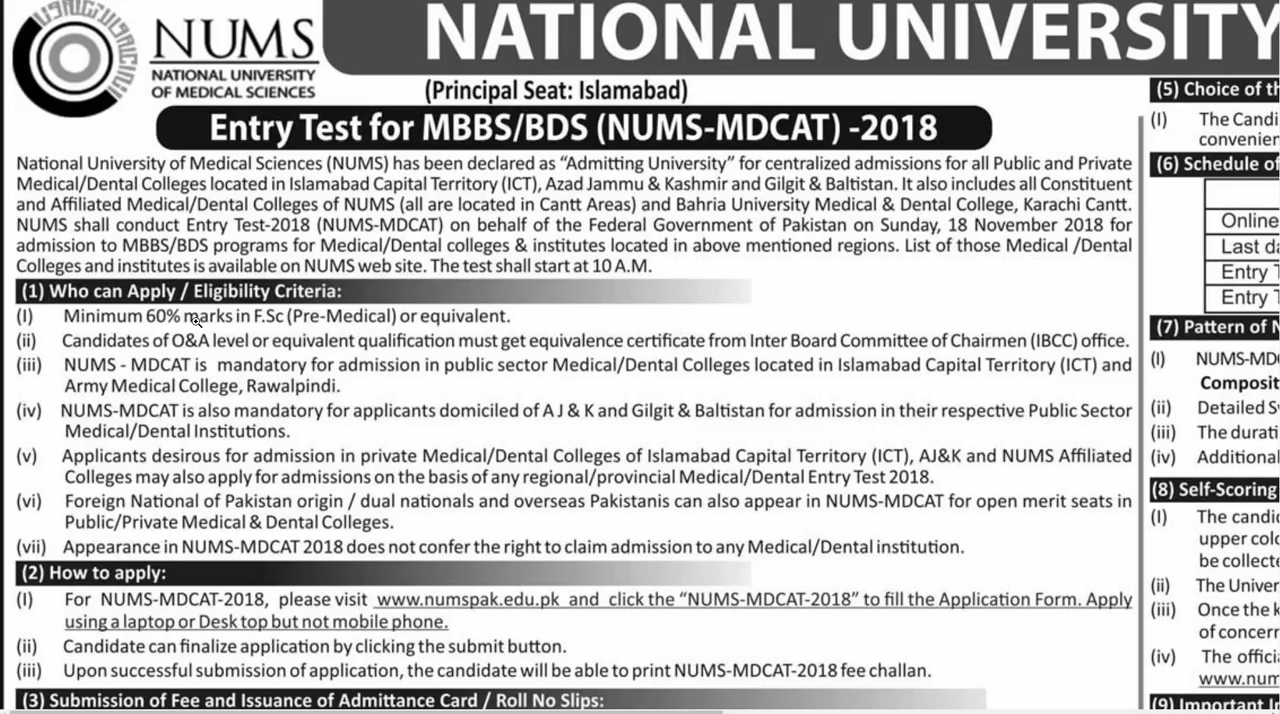 NUMS
NATIONAL UNIVERSITY
OF MEDICAL SCIENCES
NATIONAL UNIVERSITY
(Principal Seat: Islamabad)
Entry Test for MBBS/BDS (NUMS-MDCAT) -2018
National University of Medical Sciences (NUMS) has been declared as “Admitting University” for centralized admissions for all Public and Private
Medical/Dental Colleges located in Islamabad Capital Territory (ICT), Azad Jammu & Kashmir and Gilgit & Baltistan. It also includes all Constituent
and Affiliated Medical/Dental Colleges of NUMS (all are located in Cantt Areas) and Bahria University Medical & Dental College, Karachi Cantt.
NUMS shall conduct Entry Test-2018 (NUMS-MDCAT) on behalf of the Federal Government of Pakistan on Sunday, 18 November 2018 for
admission to MBBS/BDS programs for Medical/Dental colleges & institutes located in above mentioned regions. List of those Medical /Dental
Colleges and institutes is available on NUMS web site. The test shall start at 10 A.M.
(1) Who can Apply / Eligibility Criteria:
(I) Minimum 60% marks in F.Sc (Pre-Medical) or equivalent.
(ii) Candidates of O&A level or equivalent qualification must get equivalence certificate from Inter Board Committee of Chairmen (IBCC) office.
(iii) NUMS - MDCAT is mandatory for admission in public sector Medical/Dental Colleges located in Islamabad Capital Territory (ICT) and
Army Medical College, Rawalpindi.
(iv) NUMS-MDCAT is also mandatory for applicants domiciled of A J & K and Gilgit & Baltistan for admission in their respective Public Sector
Medical/Dental Institutions.
(v) Applicants desirous for admission in private Medical/Dental Colleges of Islamabad Capital Territory (ICT), AJ&K and NUMS Affiliated
Colleges may also apply for admissions on the basis of any regional/provincial Medical/Dental Entry Test 2018.
(vi) Foreign National of Pakistan origin / dual nationals and overseas Pakistanis can also appear in NUMS-MDCAT for open merit seats in
Public/Private Medical & Dental Colleges.
(vii) Appearance in NUMS-MDCAT 2018 does not confer the right to claim admission to any Medical/Dental institution.
(2) How to apply:
(I) For NUMS-MDCAT-2018, please visit www.numspak.edu.pk and click the “NUMS-MDCAT-2018” to fill the Application Form. Apply
using a laptop or Desk top but not mobile phone.
(ii) Candidate can finalize application by clicking the submit button.
(iii) Upon successful submission of application, the candidate will be able to print NUMS-MDCAT-2018 fee challan.
(3) Submission of Fee and Issuance of Admittance Card / Roll No Slips:
(5) Choice of th
(I) The Candi
convenien
(6) Schedule of
Online
Last da
Entry T
Entry T
(7) Pattern of N
(I) NUMS-MD
Composit
(ii) Detailed S
(iii) The durati
(iv) Additional
(8) Self-Scoring
(I) The candid
upper colo
be collecte
(ii) The Univer
(iii) Once the k
of concern
(iv) The officia
www.num
(9) Important I